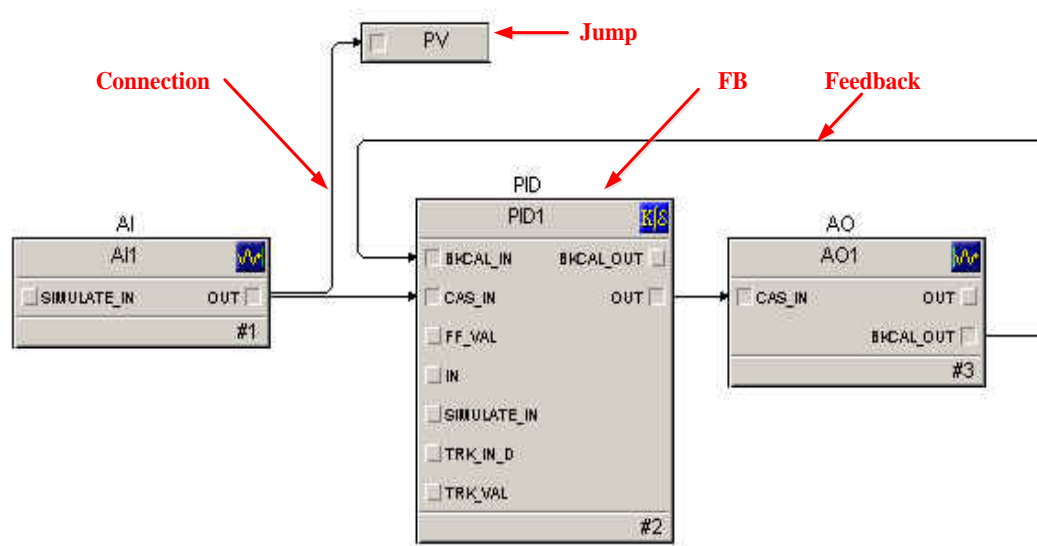 PV
Jump
Connection
FB
Feedback
AI
AI1
SIMULATE_IN OUT
#1
PID
PID1
BKCAL_IN BKCAL_OUT
CAS_IN OUT
FF_VAL
IN
SIMULATE_IN
TRK_IN_D
TRK_VAL
#2
AO
AO1
CAS_IN OUT
BKCAL_OUT
#3